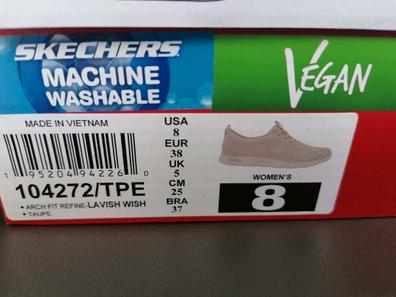 SKECHERS
MACHINE
WASHABLE
VEGAN
MADE IN VIETNAM
1 95204 94226 0
104272/TPE
• ARCH FIT REFINE-LAVISH WISH
• TAUPE
USA
8
EUR
38
UK
5
CM
25
BRA
37
WOMEN'S
8